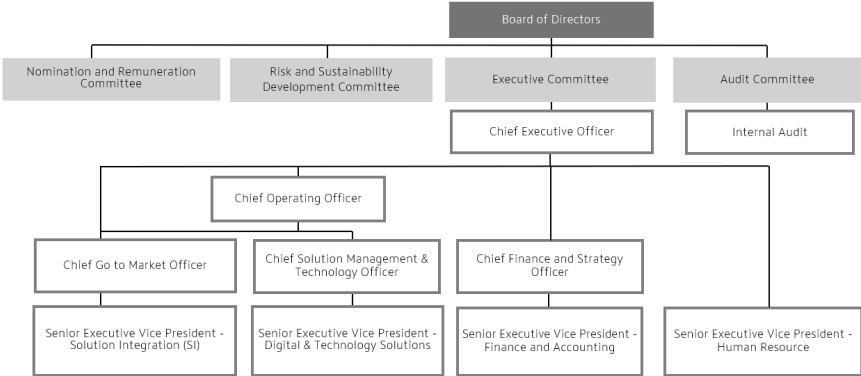 Board of Directors
Nomination and Remuneration
Committee
Risk and Sustainability
Development Committee
Executive Committee
Audit Committee
Chief Executive Officer
Internal Audit
Chief Operating Officer
Chief Go to Market Officer
Chief Solution Management &
Technology Officer
Chief Finance and Strategy
Officer
Senior Executive Vice President -
Solution Integration (SI)
Senior Executive Vice President -
Digital & Technology Solutions
Senior Executive Vice President -
Finance and Accounting
Senior Executive Vice President -
Human Resource